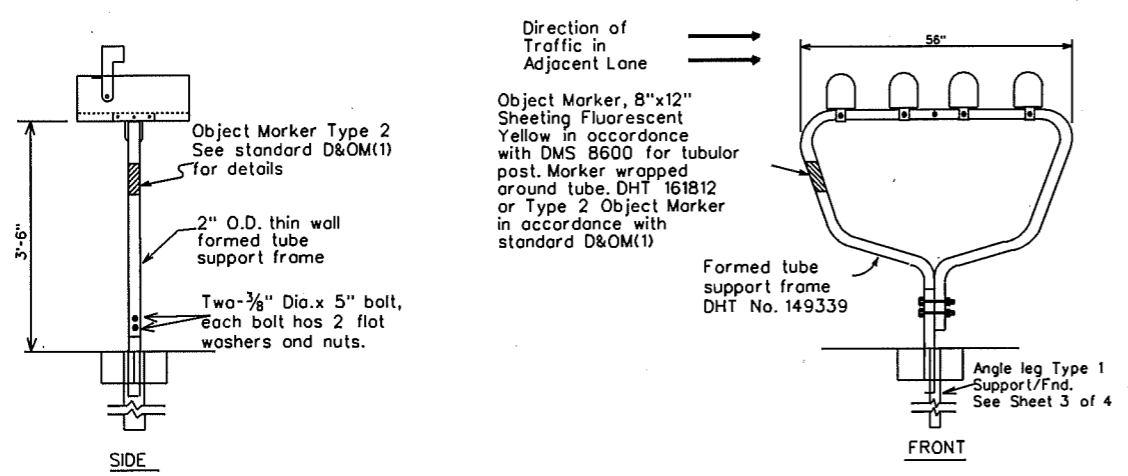 Direction of
Traffic in
Adjacent Lane
56"
Object Marker, 8"x12"
Sheeting Fluorescent
Yellow in accordance
with DMS 8600 for tubular
post. Marker wrapped
around tube. DHT 161812
or Type 2 Object Marker
in accordance with
standard D&OM(1)
Object Marker Type 2
See standard D&OM(1)
for details
3'-6"
2" O.D. thin wall
formed tube
support frame
Two-3/8" Dia.x 5" bolt,
each bolt has 2 flat
washers and nuts.
Formed tube
support frame
DHT No. 149339
Angle leg Type 1
Support/Fnd.
See Sheet 3 of 4
SIDE
FRONT